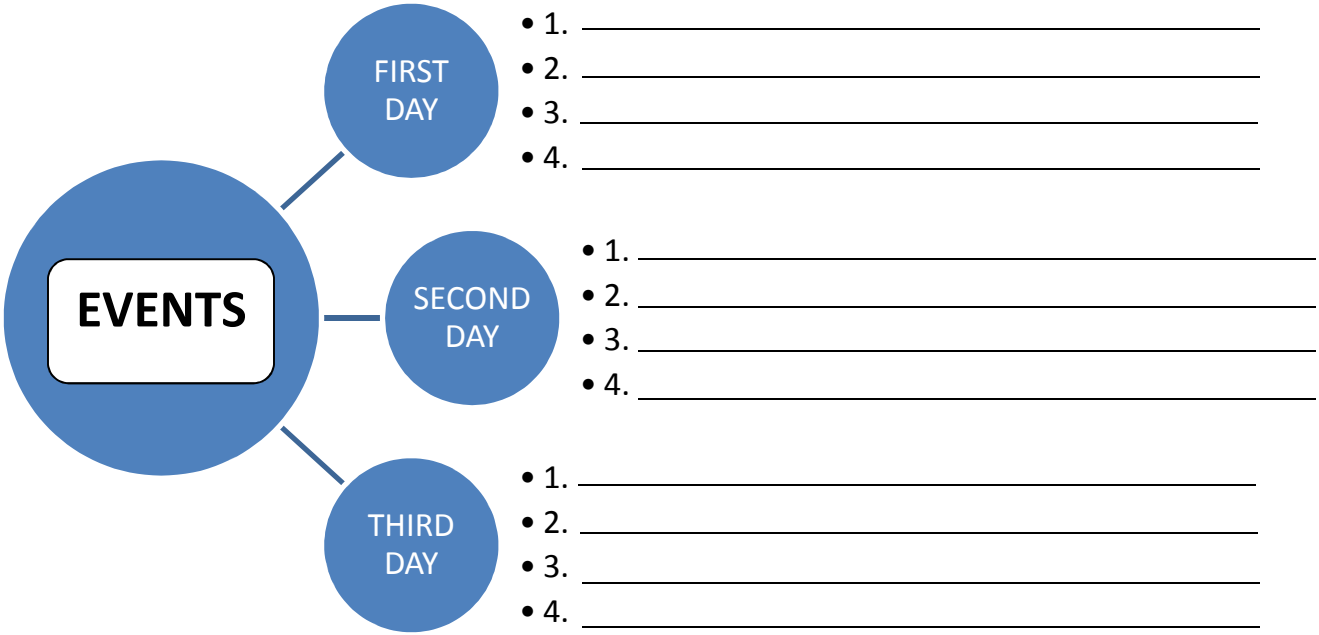 EVENTS
FIRST
DAY
• 1.
• 2.
• 3.
• 4.
SECOND
DAY
• 1.
• 2.
• 3.
• 4.
THIRD
DAY
• 1.
• 2.
• 3.
• 4.